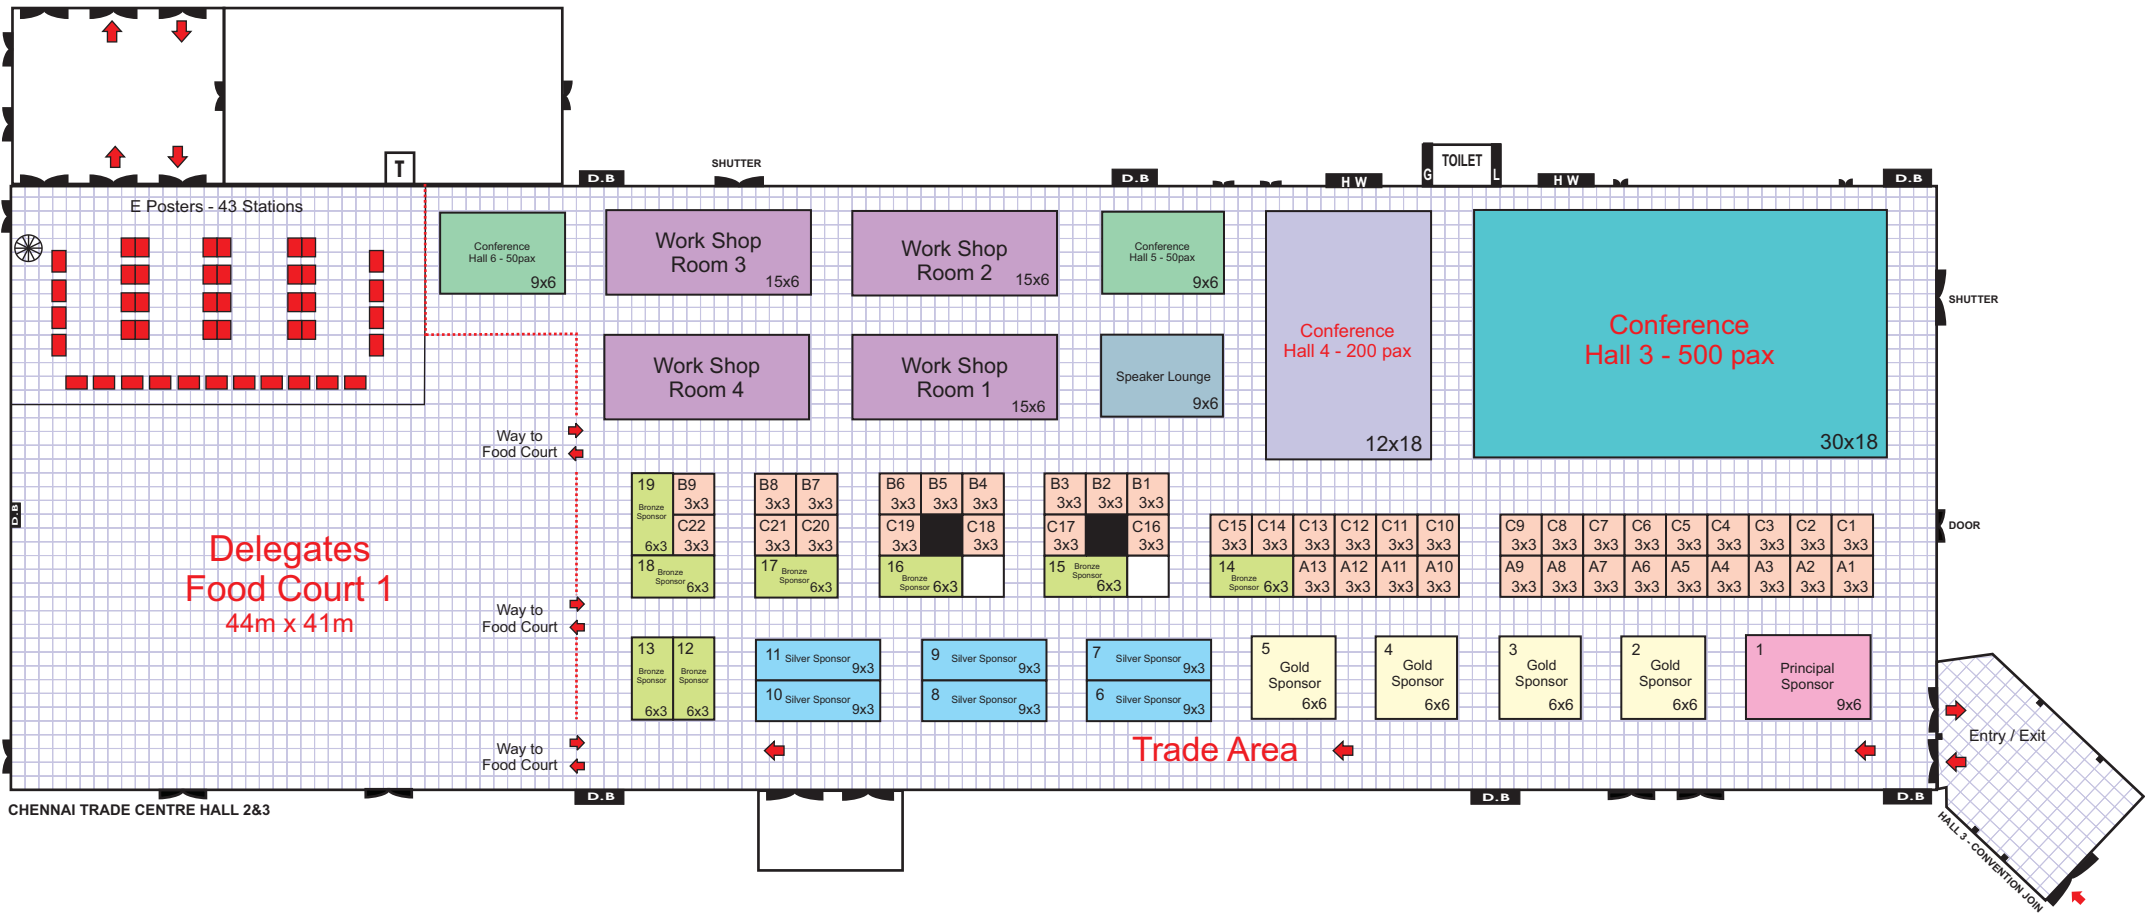 SHUTTER
T
D.B
D.B
H W
G
TOILET
L
H W
D.B
E Posters - 43 Stations
Conference
Hall 6 - 50pax
9x6
Work Shop
Room 3
15x6
Work Shop
Room 2
15x6
Conference
Hall 5 - 50pax
9x6
Conference
Hall 4 - 200 pax
12x18
Conference
Hall 3 - 500 pax
30x18
SHUTTER
Work Shop
Room 4
Work Shop
Room 1
15x6
Speaker Lounge
9x6
Way to
Food Court
19
Bronze
Sponsor
6x3
B9
3x3
C22
3x3
18
Bronze
Sponsor
6x3
B8
3x3
B7
3x3
C21
3x3
C20
3x3
17
Bronze
Sponsor
6x3
B6
3x3
B5
3x3
B4
3x3
C19
3x3
C18
3x3
16
Bronze
Sponsor
6x3
B3
3x3
B2
3x3
B1
3x3
C17
3x3
C16
3x3
15
Bronze
Sponsor
6x3
C15
3x3
C14
3x3
C13
3x3
C12
3x3
C11
3x3
C10
3x3
14
Bronze
Sponsor
6x3
A13
3x3
A12
3x3
A11
3x3
A10
3x3
C9
3x3
C8
3x3
C7
3x3
C6
3x3
C5
3x3
C4
3x3
C3
3x3
C2
3x3
C1
3x3
A9
3x3
A8
3x3
A7
3x3
A6
3x3
A5
3x3
A4
3x3
A3
3x3
A2
3x3
A1
3x3
DOOR
D.B
Delegates
Food Court 1
44m x 41m
Way to
Food Court
13
Bronze
Sponsor
6x3
12
Bronze
Sponsor
6x3
11 Silver Sponsor 9x3
10 Silver Sponsor 9x3
9 Silver Sponsor 9x3
8 Silver Sponsor 9x3
7 Silver Sponsor 9x3
6 Silver Sponsor 9x3
5
Gold
Sponsor
6x6
4
Gold
Sponsor
6x6
3
Gold
Sponsor
6x6
2
Gold
Sponsor
6x6
1
Principal
Sponsor
9x6
Way to
Food Court
Trade Area
Entry / Exit
D.B
D.B
D.B
CHENNAI TRADE CENTRE HALL 2&3
HALL 3 - CONVENTION JOIN